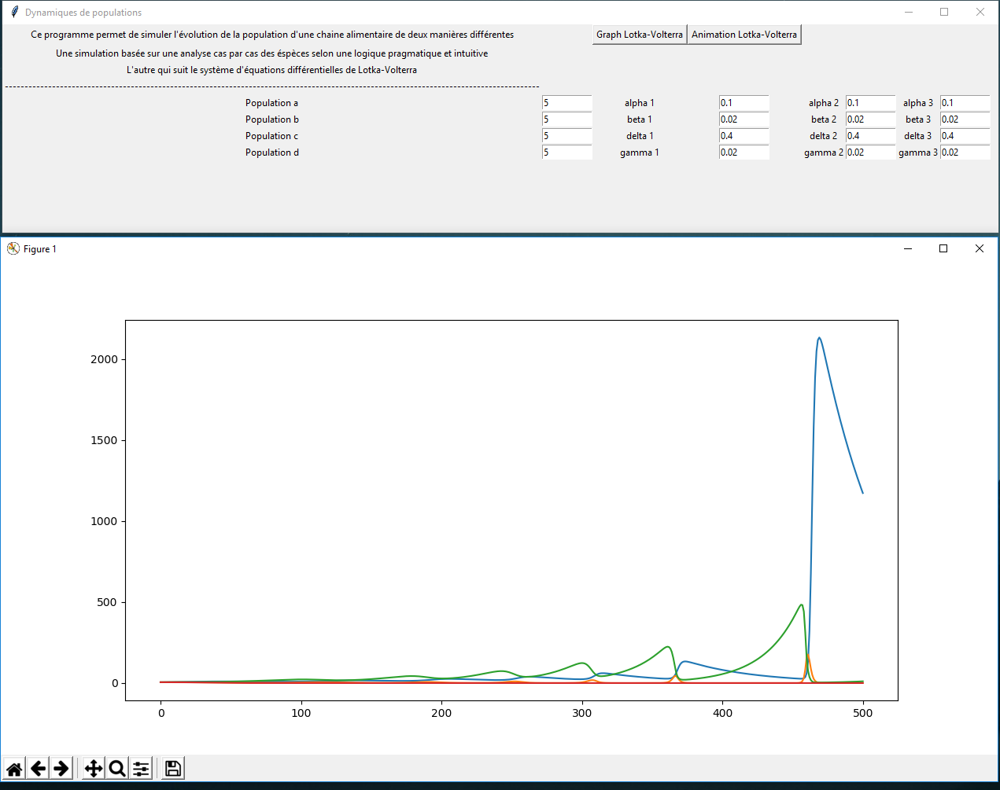 Dynamiques de populations
Ce programme permet de simuler l'évolution de la population d'une chaine alimentaire de deux manières différentes
Graph Lotka-Volterra Animation Lotka-Volterra
Une simulation basée sur une analyse cas par cas des éspèces selon une logique pragmatique et intuitive
L'autre qui suit le système d'équations différentielles de Lotka-Volterra
Population a 5 alpha 1 0.1 alpha 2 0.1 alpha 3 0.1
Population b 5 beta 1 0.02 beta 2 0.02 beta 3 0.02
Population c 5 delta 1 0.4 delta 2 0.4 delta 3 0.4
Population d 5 gamma 1 0.02 gamma 2 0.02 gamma 3 0.02
Figure 1
2000
1500
1000
500
0
0 100 200 300 400 500